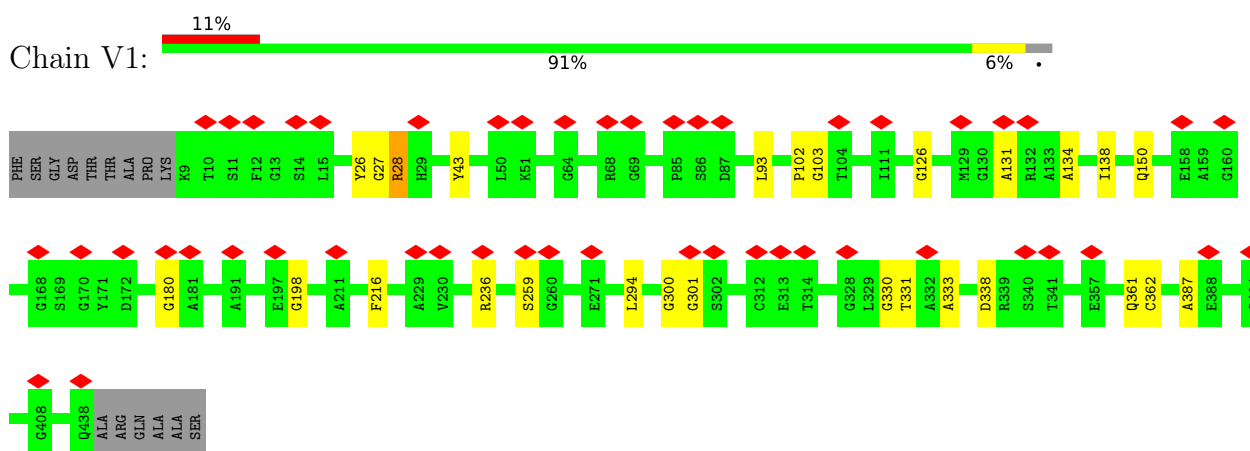 11%
Chain V1:
91% 6% •
PHE SER GLY ASP THR THR ALA PRO LYS K9 T10 S11 F12 G13 S14 L15 Y26 G27 R28 H29 Y43 L50 K51 G64 R68 G69 P85 S86 D87 L93 P102 G103 T104 I111 G126 M129 G130 A131 R132 A133 A134 I138 Q150 E158 A159 G160
G168 S169 G170 Y171 D172 G180 A181 A191 E197 G198 A211 F216 A229 V230 R236 S259 G260 E271 L294 G300 G301 S302 C312 E313 T314 G328 L329 G330 T331 A332 A333 D338 R339 S340 T341 E357 Q361 C362 A387 E388
G408 Q438 ALA ARG GLN ALA ALA SER